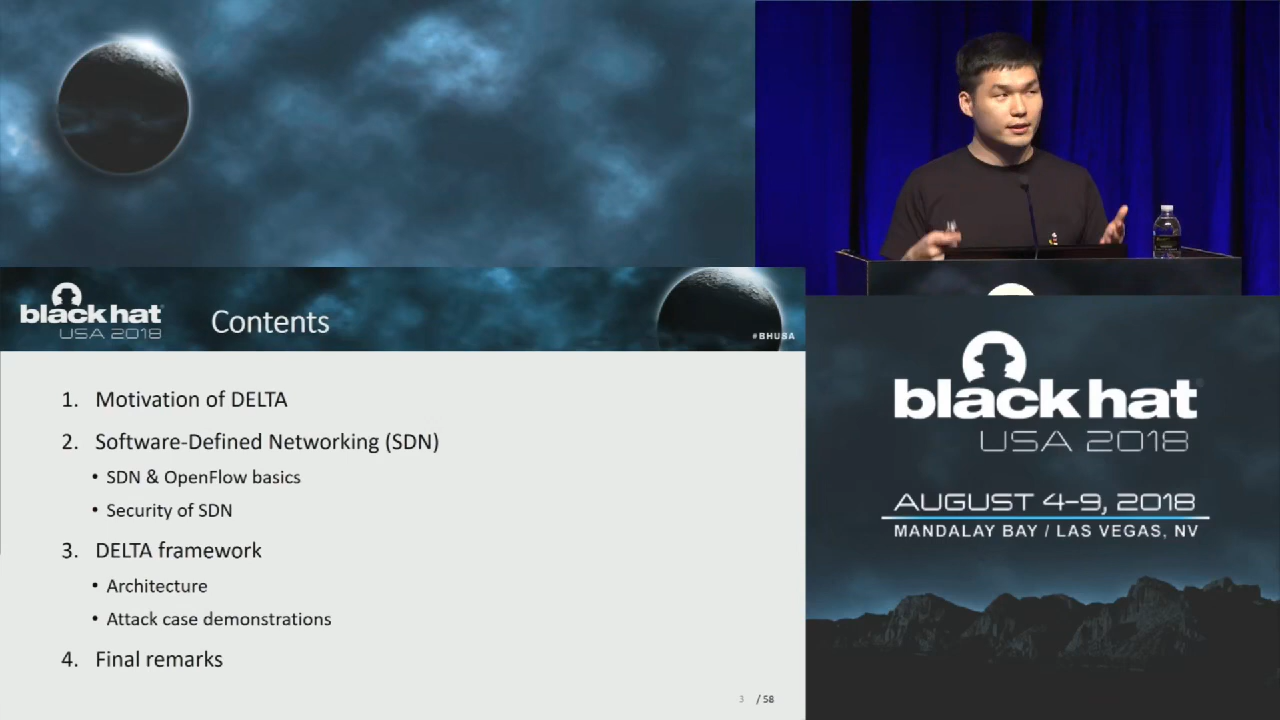 black hat
USA 2018
Contents
#BHUSA
1. Motivation of DELTA
2. Software-Defined Networking (SDN)
• SDN & OpenFlow basics
• Security of SDN
3. DELTA framework
• Architecture
• Attack case demonstrations
4. Final remarks
3 / 58
black hat
USA 2018
AUGUST 4-9, 2018
MANDALAY BAY / LAS VEGAS, NV